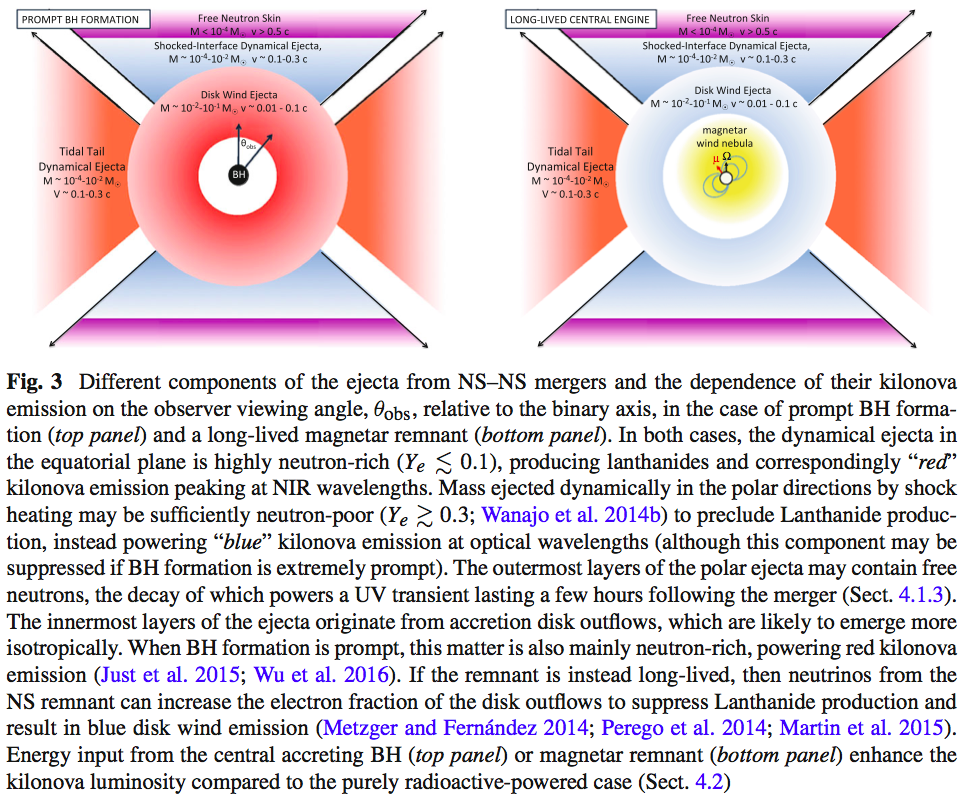 PROMPT BH FORMATION
Free Neutron Skin
M < 10⁻⁴ M☉ v > 0.5 c
Shocked-Interface Dynamical Ejecta,
M ~ 10⁻⁴-10⁻² M☉ v ~ 0.1-0.3 c
Disk Wind Ejecta
M ~ 10⁻²-10⁻¹ M☉ v ~ 0.01 - 0.1 c
θobs
BH
Tidal Tail
Dynamical Ejecta
M ~ 10⁻⁴-10⁻² M☉
V ~ 0.1-0.3 c
LONG-LIVED CENTRAL ENGINE
Free Neutron Skin
M < 10⁻⁴ M☉ v > 0.5 c
Shocked-Interface Dynamical Ejecta,
M ~ 10⁻⁴-10⁻² M☉ v ~ 0.1-0.3 c
Disk Wind Ejecta
M ~ 10⁻²-10⁻¹ M☉ v ~ 0.01 - 0.1 c
magnetar
wind nebula
μ Ω
Tidal Tail
Dynamical Ejecta
M ~ 10⁻⁴-10⁻² M☉
V ~ 0.1-0.3 c
Fig. 3 Different components of the ejecta from NS–NS mergers and the dependence of their kilonova
emission on the observer viewing angle, θobs, relative to the binary axis, in the case of prompt BH forma-
tion (top panel) and a long-lived magnetar remnant (bottom panel). In both cases, the dynamical ejecta in
the equatorial plane is highly neutron-rich (Ye ≲ 0.1), producing lanthanides and correspondingly “red”
kilonova emission peaking at NIR wavelengths. Mass ejected dynamically in the polar directions by shock
heating may be sufficiently neutron-poor (Ye ≳ 0.3; Wanajo et al. 2014b) to preclude Lanthanide produc-
tion, instead powering “blue” kilonova emission at optical wavelengths (although this component may be
suppressed if BH formation is extremely prompt). The outermost layers of the polar ejecta may contain free
neutrons, the decay of which powers a UV transient lasting a few hours following the merger (Sect. 4.1.3).
The innermost layers of the ejecta originate from accretion disk outflows, which are likely to emerge more
isotropically. When BH formation is prompt, this matter is also mainly neutron-rich, powering red kilonova
emission (Just et al. 2015; Wu et al. 2016). If the remnant is instead long-lived, then neutrinos from the
NS remnant can increase the electron fraction of the disk outflows to suppress Lanthanide production and
result in blue disk wind emission (Metzger and Fernández 2014; Perego et al. 2014; Martin et al. 2015).
Energy input from the central accreting BH (top panel) or magnetar remnant (bottom panel) enhance the
kilonova luminosity compared to the purely radioactive-powered case (Sect. 4.2)